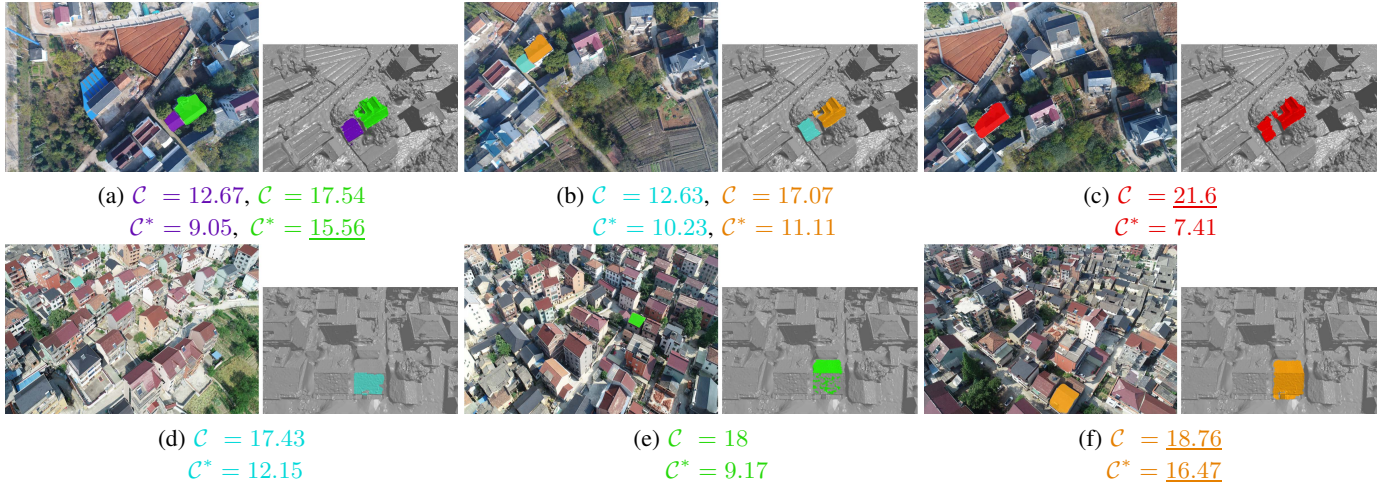 (a) C = 12.67, C = 17.54
C* = 9.05, C* = 15.56
(b) C = 12.63, C = 17.07
C* = 10.23, C* = 11.11
(c) C = 21.6
C* = 7.41
(d) C = 17.43
C* = 12.15
(e) C = 18
C* = 9.17
(f) C = 18.76
C* = 16.47